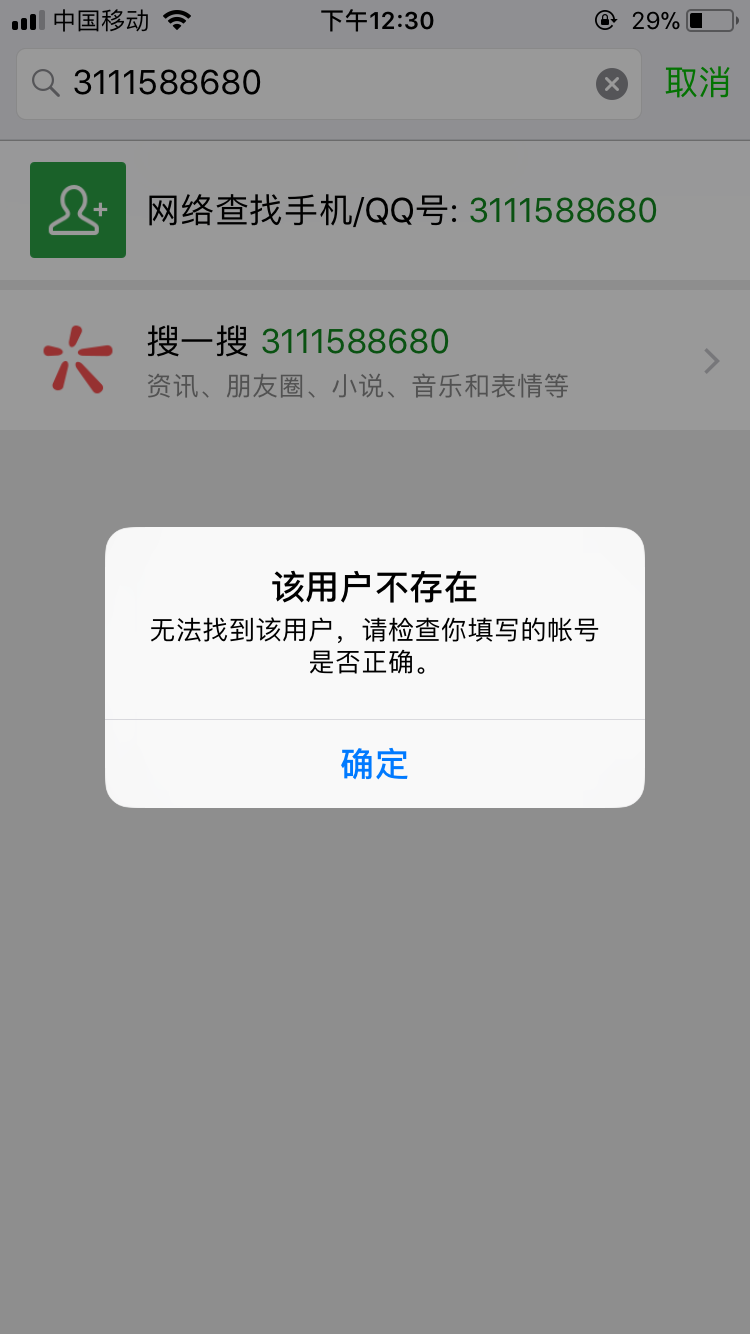 中国移动 下午12:30 29%
3111588680 取消
网络查找手机/QQ号: 3111588680
搜一搜 3111588680
资讯、朋友圈、小说、音乐和表情等
该用户不存在
无法找到该用户，请检查你填写的帐号
是否正确。
确定